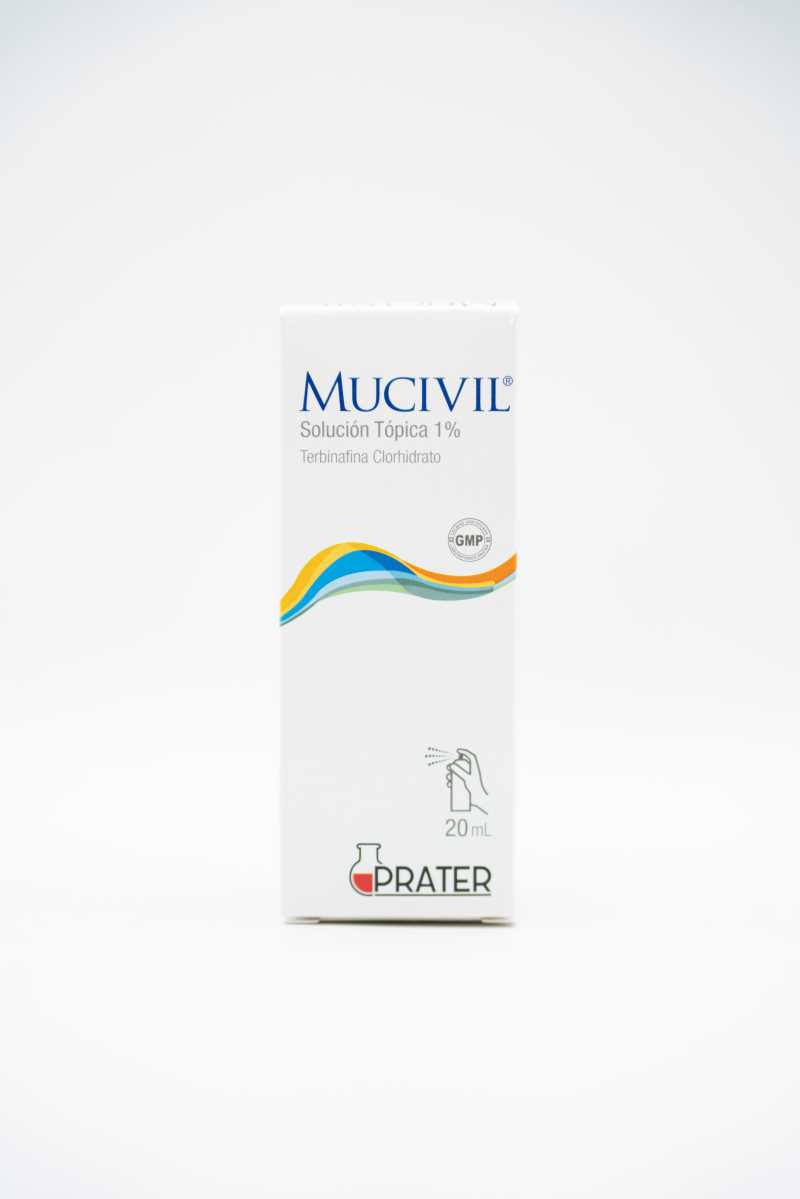 MUCIVIL®
Solución Tópica 1%
Terbinafina Clorhidrato
GMP
20 mL
PRATER